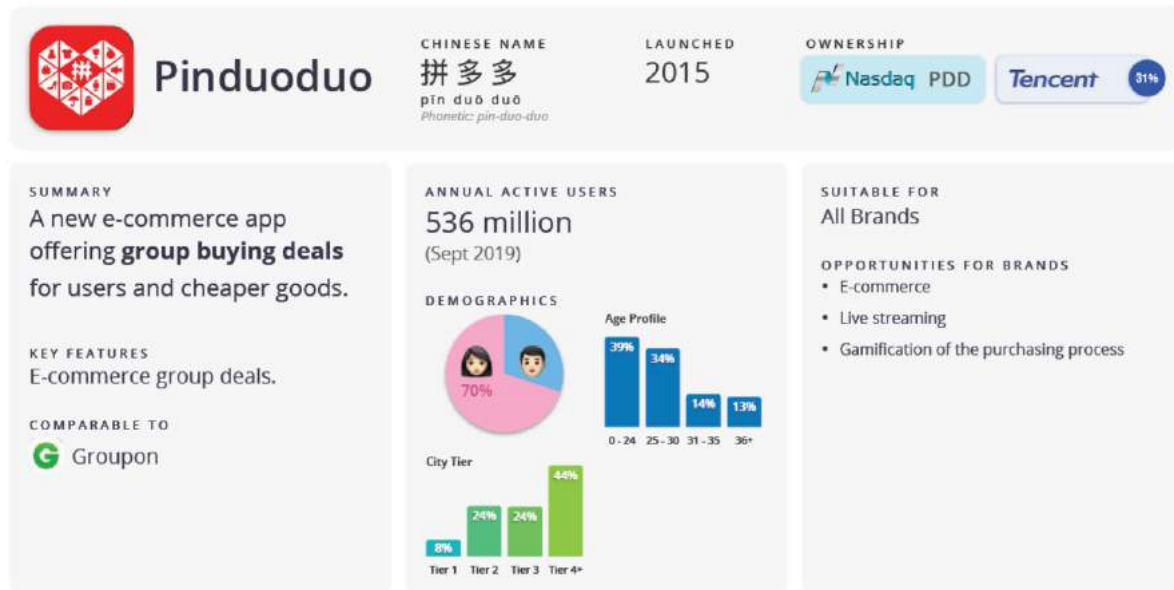 拼
Pinduoduo
CHINESE NAME
拼多多
pīn duō duō
Phonetic: pin-duo-duo
LAUNCHED
2015
OWNERSHIP
Nasdaq PDD
Tencent 31%
SUMMARY
A new e-commerce app
offering group buying deals
for users and cheaper goods.
KEY FEATURES
E-commerce group deals.
COMPARABLE TO
G Groupon
ANNUAL ACTIVE USERS
536 million
(Sept 2019)
DEMOGRAPHICS
70%
Age Profile
39% 34% 14% 13%
0 - 24 25 - 30 31 - 35 36+
City Tier
8% 24% 24% 44%
Tier 1 Tier 2 Tier 3 Tier 4+
SUITABLE FOR
All Brands
OPPORTUNITIES FOR BRANDS
• E-commerce
• Live streaming
• Gamification of the purchasing process